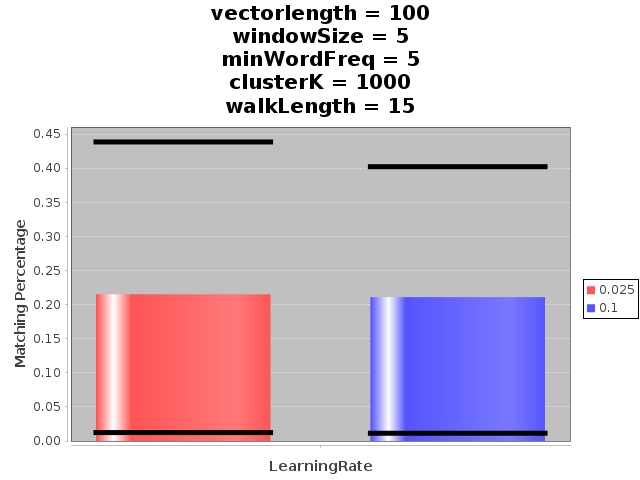 vectorlength = 100
windowSize = 5
minWordFreq = 5
clusterK = 1000
walkLength = 15
Matching Percentage
0.45
0.40
0.35
0.30
0.25
0.20
0.15
0.10
0.05
0.00
LearningRate
0.025
0.1